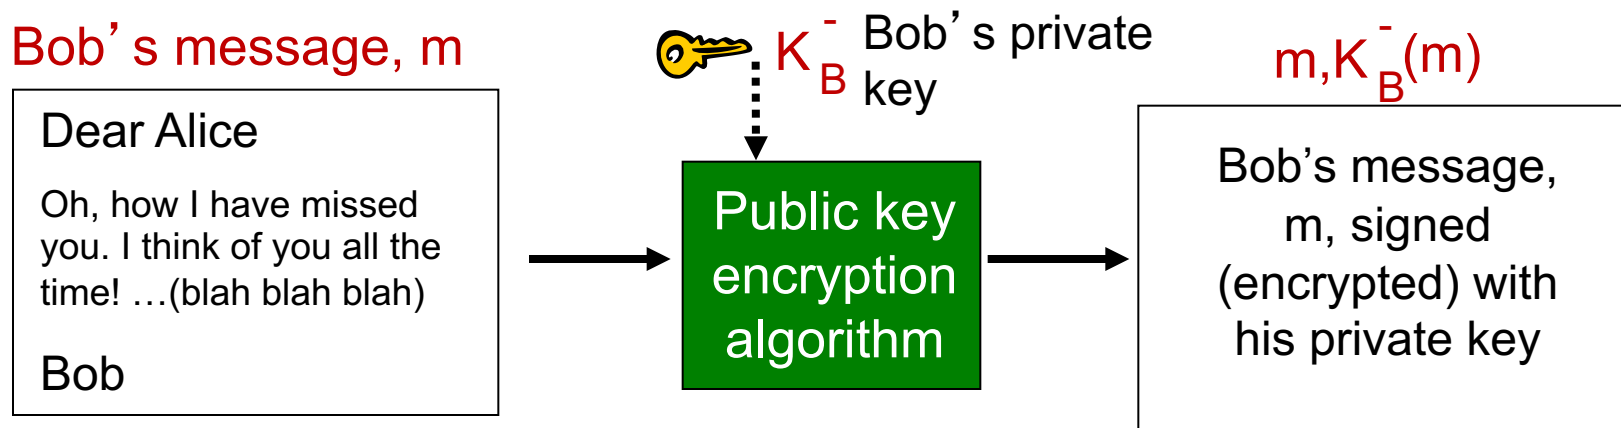 Bob’s message, m
Dear Alice
Oh, how I have missed
you. I think of you all the
time! …(blah blah blah)
Bob
K B - Bob’s private
key
Public key
encryption
algorithm
m,K B - (m)
Bob’s message,
m, signed
(encrypted) with
his private key